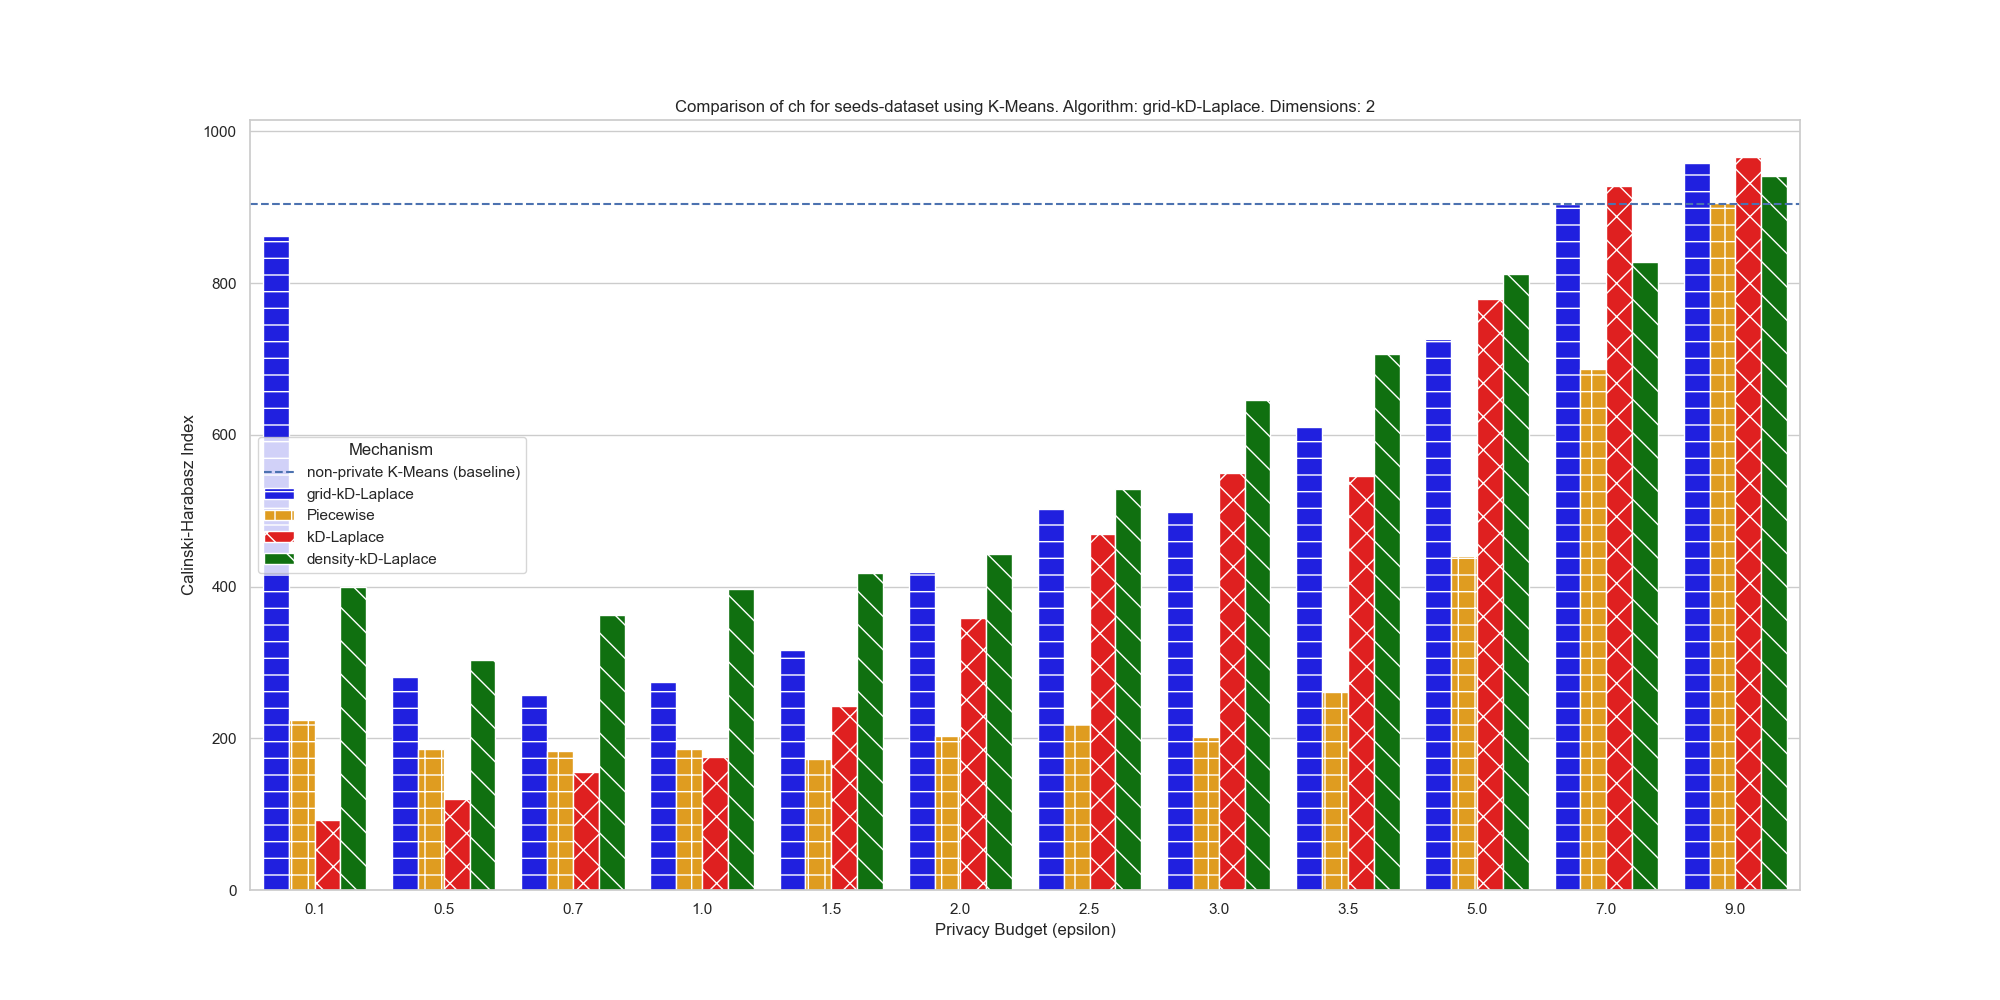 Comparison of ch for seeds-dataset using K-Means. Algorithm: grid-kD-Laplace. Dimensions: 2
Calinski-Harabasz Index
1000
800
600
400
200
0
Mechanism
non-private K-Means (baseline)
grid-kD-Laplace
Piecewise
kD-Laplace
density-kD-Laplace
0.1 0.5 0.7 1.0 1.5 2.0 2.5 3.0 3.5 5.0 7.0 9.0
Privacy Budget (epsilon)